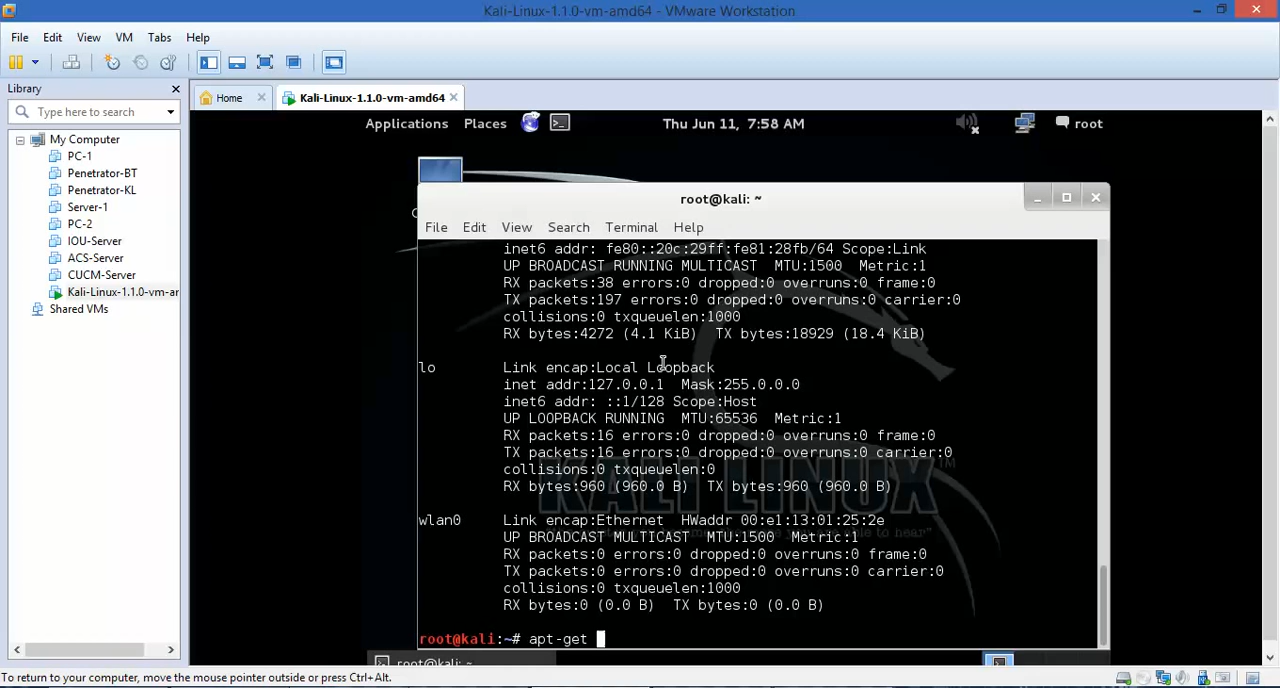 Kali-Linux-1.1.0-vm-amd64 - VMware Workstation
File Edit View VM Tabs Help
Library
Home
Kali-Linux-1.1.0-vm-amd64
Type here to search
My Computer
PC-1
Penetrator-BT
Penetrator-KL
Server-1
PC-2
IOU-Server
ACS-Server
CUCM-Server
Kali-Linux-1.1.0-vm-ar
Shared VMs
Applications Places Thu Jun 11, 7:58 AM root
root@kali: ~
File Edit View Search Terminal Help
inet6 addr: fe80::20c:29ff:fe81:28fb/64 Scope:Link
UP BROADCAST RUNNING MULTICAST MTU:1500 Metric:1
RX packets:38 errors:0 dropped:0 overruns:0 frame:0
TX packets:197 errors:0 dropped:0 overruns:0 carrier:0
collisions:0 txqueuelen:1000
RX bytes:4272 (4.1 KiB) TX bytes:18929 (18.4 KiB)
lo Link encap:Local Loopback
inet addr:127.0.0.1 Mask:255.0.0.0
inet6 addr: ::1/128 Scope:Host
UP LOOPBACK RUNNING MTU:65536 Metric:1
RX packets:16 errors:0 dropped:0 overruns:0 frame:0
TX packets:16 errors:0 dropped:0 overruns:0 carrier:0
collisions:0 txqueuelen:0
RX bytes:960 (960.0 B) TX bytes:960 (960.0 B)
KALI LINUX
wlan0 Link encap:Ethernet HWaddr 00:e1:13:01:25:2e
UP BROADCAST MULTICAST MTU:1500 Metric:1
RX packets:0 errors:0 dropped:0 overruns:0 frame:0
TX packets:0 errors:0 dropped:0 overruns:0 carrier:0
collisions:0 txqueuelen:1000
RX bytes:0 (0.0 B) TX bytes:0 (0.0 B)
root@kali:~# apt-get
root@kali: ~
To return to your computer, move the mouse pointer outside or press Ctrl+Alt.